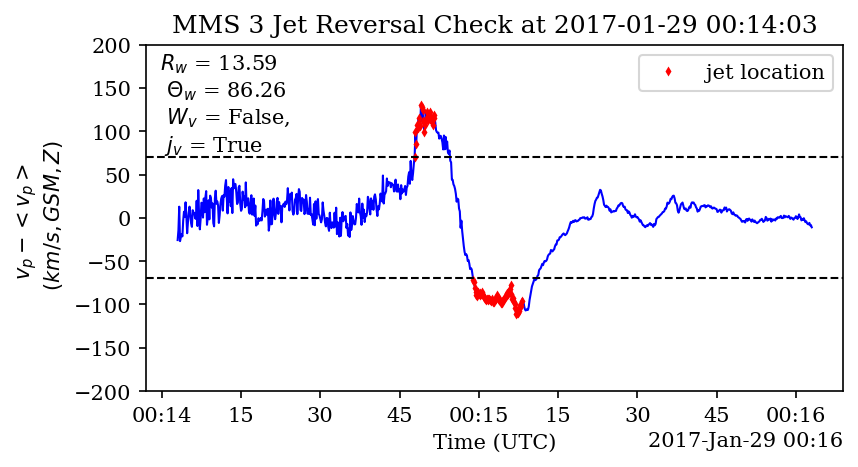 MMS 3 Jet Reversal Check at 2017-01-29 00:14:03
R_w = 13.59
Θ_w = 86.26
W_v = False,
j_v = True
jet location
200
150
100
50
0
−50
−100
−150
−200
v_p − < v_p >
(km/s, GSM, Z)
00:14 15 30 45 00:15 15 30 45 00:16
Time (UTC)
2017-Jan-29 00:16